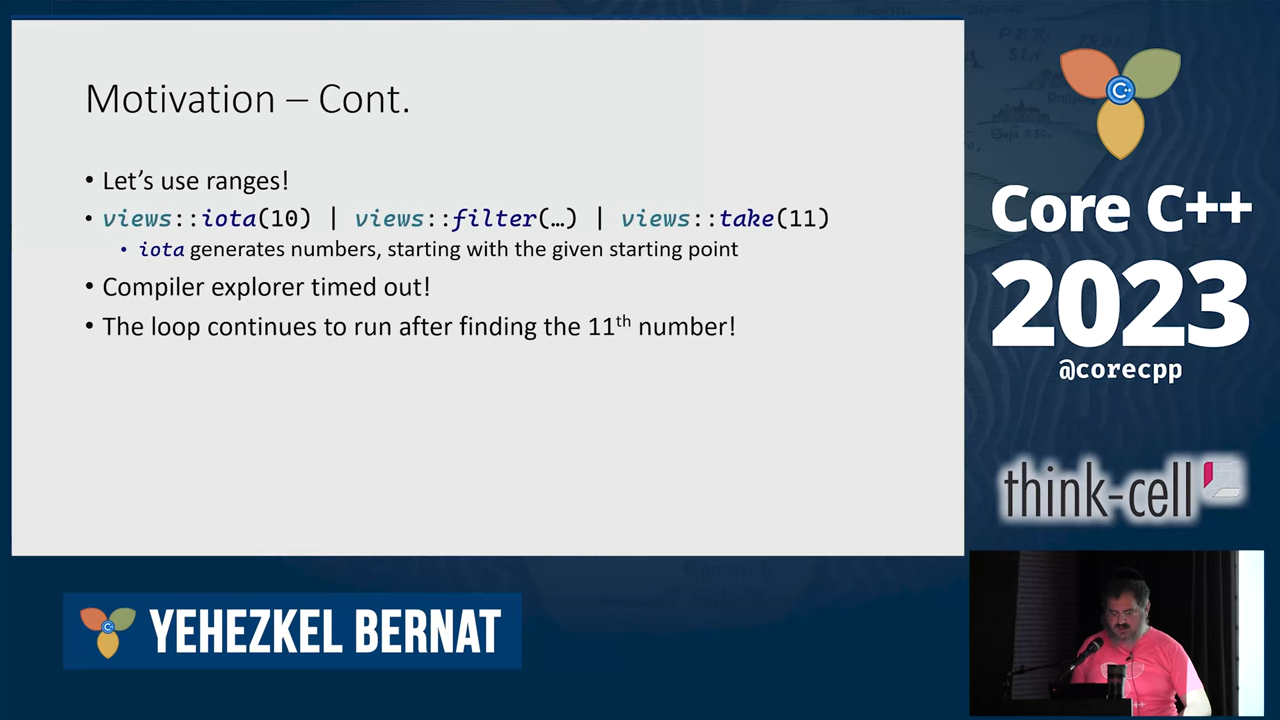 Motivation – Cont.
• Let's use ranges!
• views::iota(10) | views::filter(…) | views::take(11)
• iota generates numbers, starting with the given starting point
• Compiler explorer timed out!
• The loop continues to run after finding the 11th number!
C++
Core C++
2023
@corecpp
think-cell
C++
YEHEZKEL BERNAT